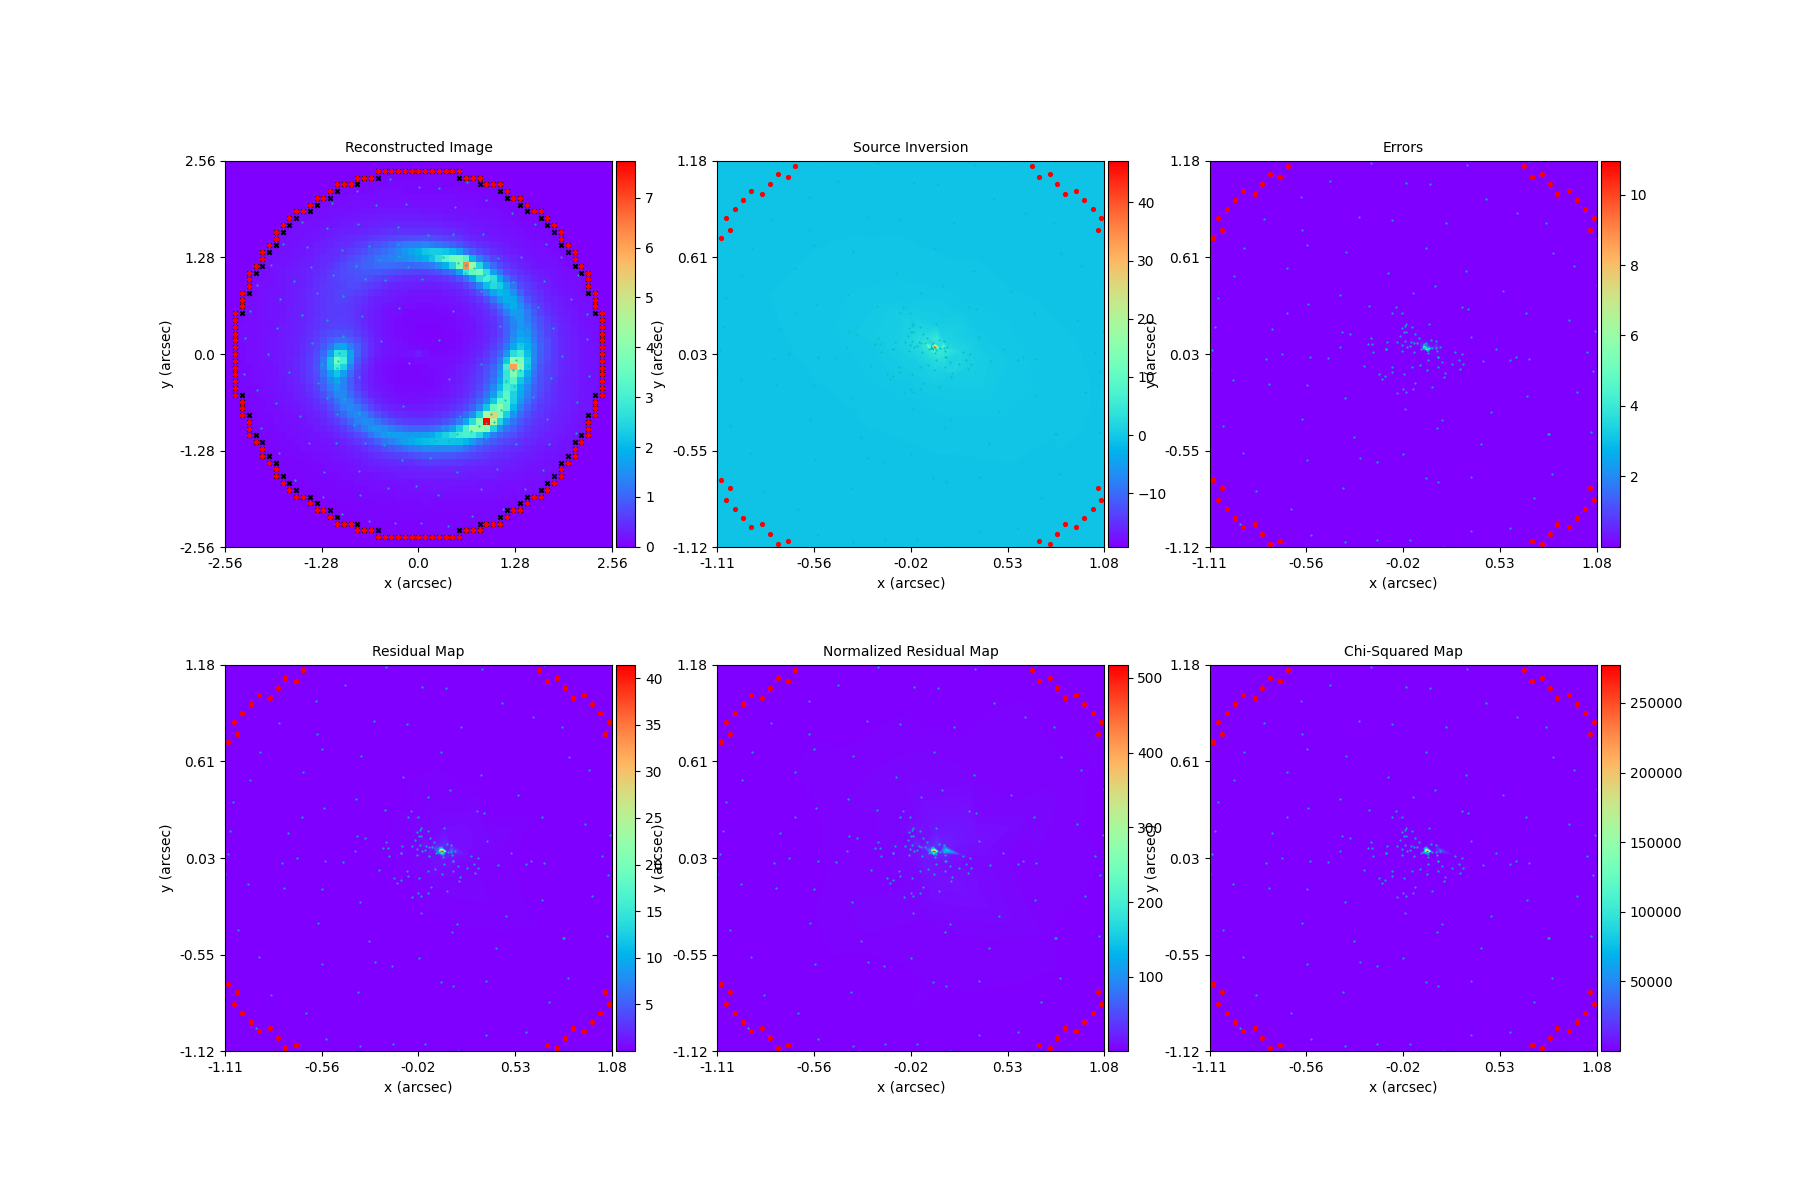 Reconstructed Image
2.56
1.28
0.0
-1.28
-2.56
y (arcsec)
-2.56 -1.28 0.0 1.28 2.56
x (arcsec)
7
6
5
4
3
2
1
0
Source Inversion
1.18
0.61
0.03
-0.55
-1.12
y (arcsec)
-1.11 -0.56 -0.02 0.53 1.08
x (arcsec)
40
30
20
10
0
−10
Errors
1.18
0.61
0.03
-0.55
-1.12
y (arcsec)
-1.11 -0.56 -0.02 0.53 1.08
x (arcsec)
10
8
6
4
2
Residual Map
1.18
0.61
0.03
-0.55
-1.12
y (arcsec)
-1.11 -0.56 -0.02 0.53 1.08
x (arcsec)
40
35
30
25
20
15
10
5
Normalized Residual Map
1.18
0.61
0.03
-0.55
-1.12
y (arcsec)
-1.11 -0.56 -0.02 0.53 1.08
x (arcsec)
500
400
300
200
100
Chi-Squared Map
1.18
0.61
0.03
-0.55
-1.12
y (arcsec)
-1.11 -0.56 -0.02 0.53 1.08
x (arcsec)
250000
200000
150000
100000
50000